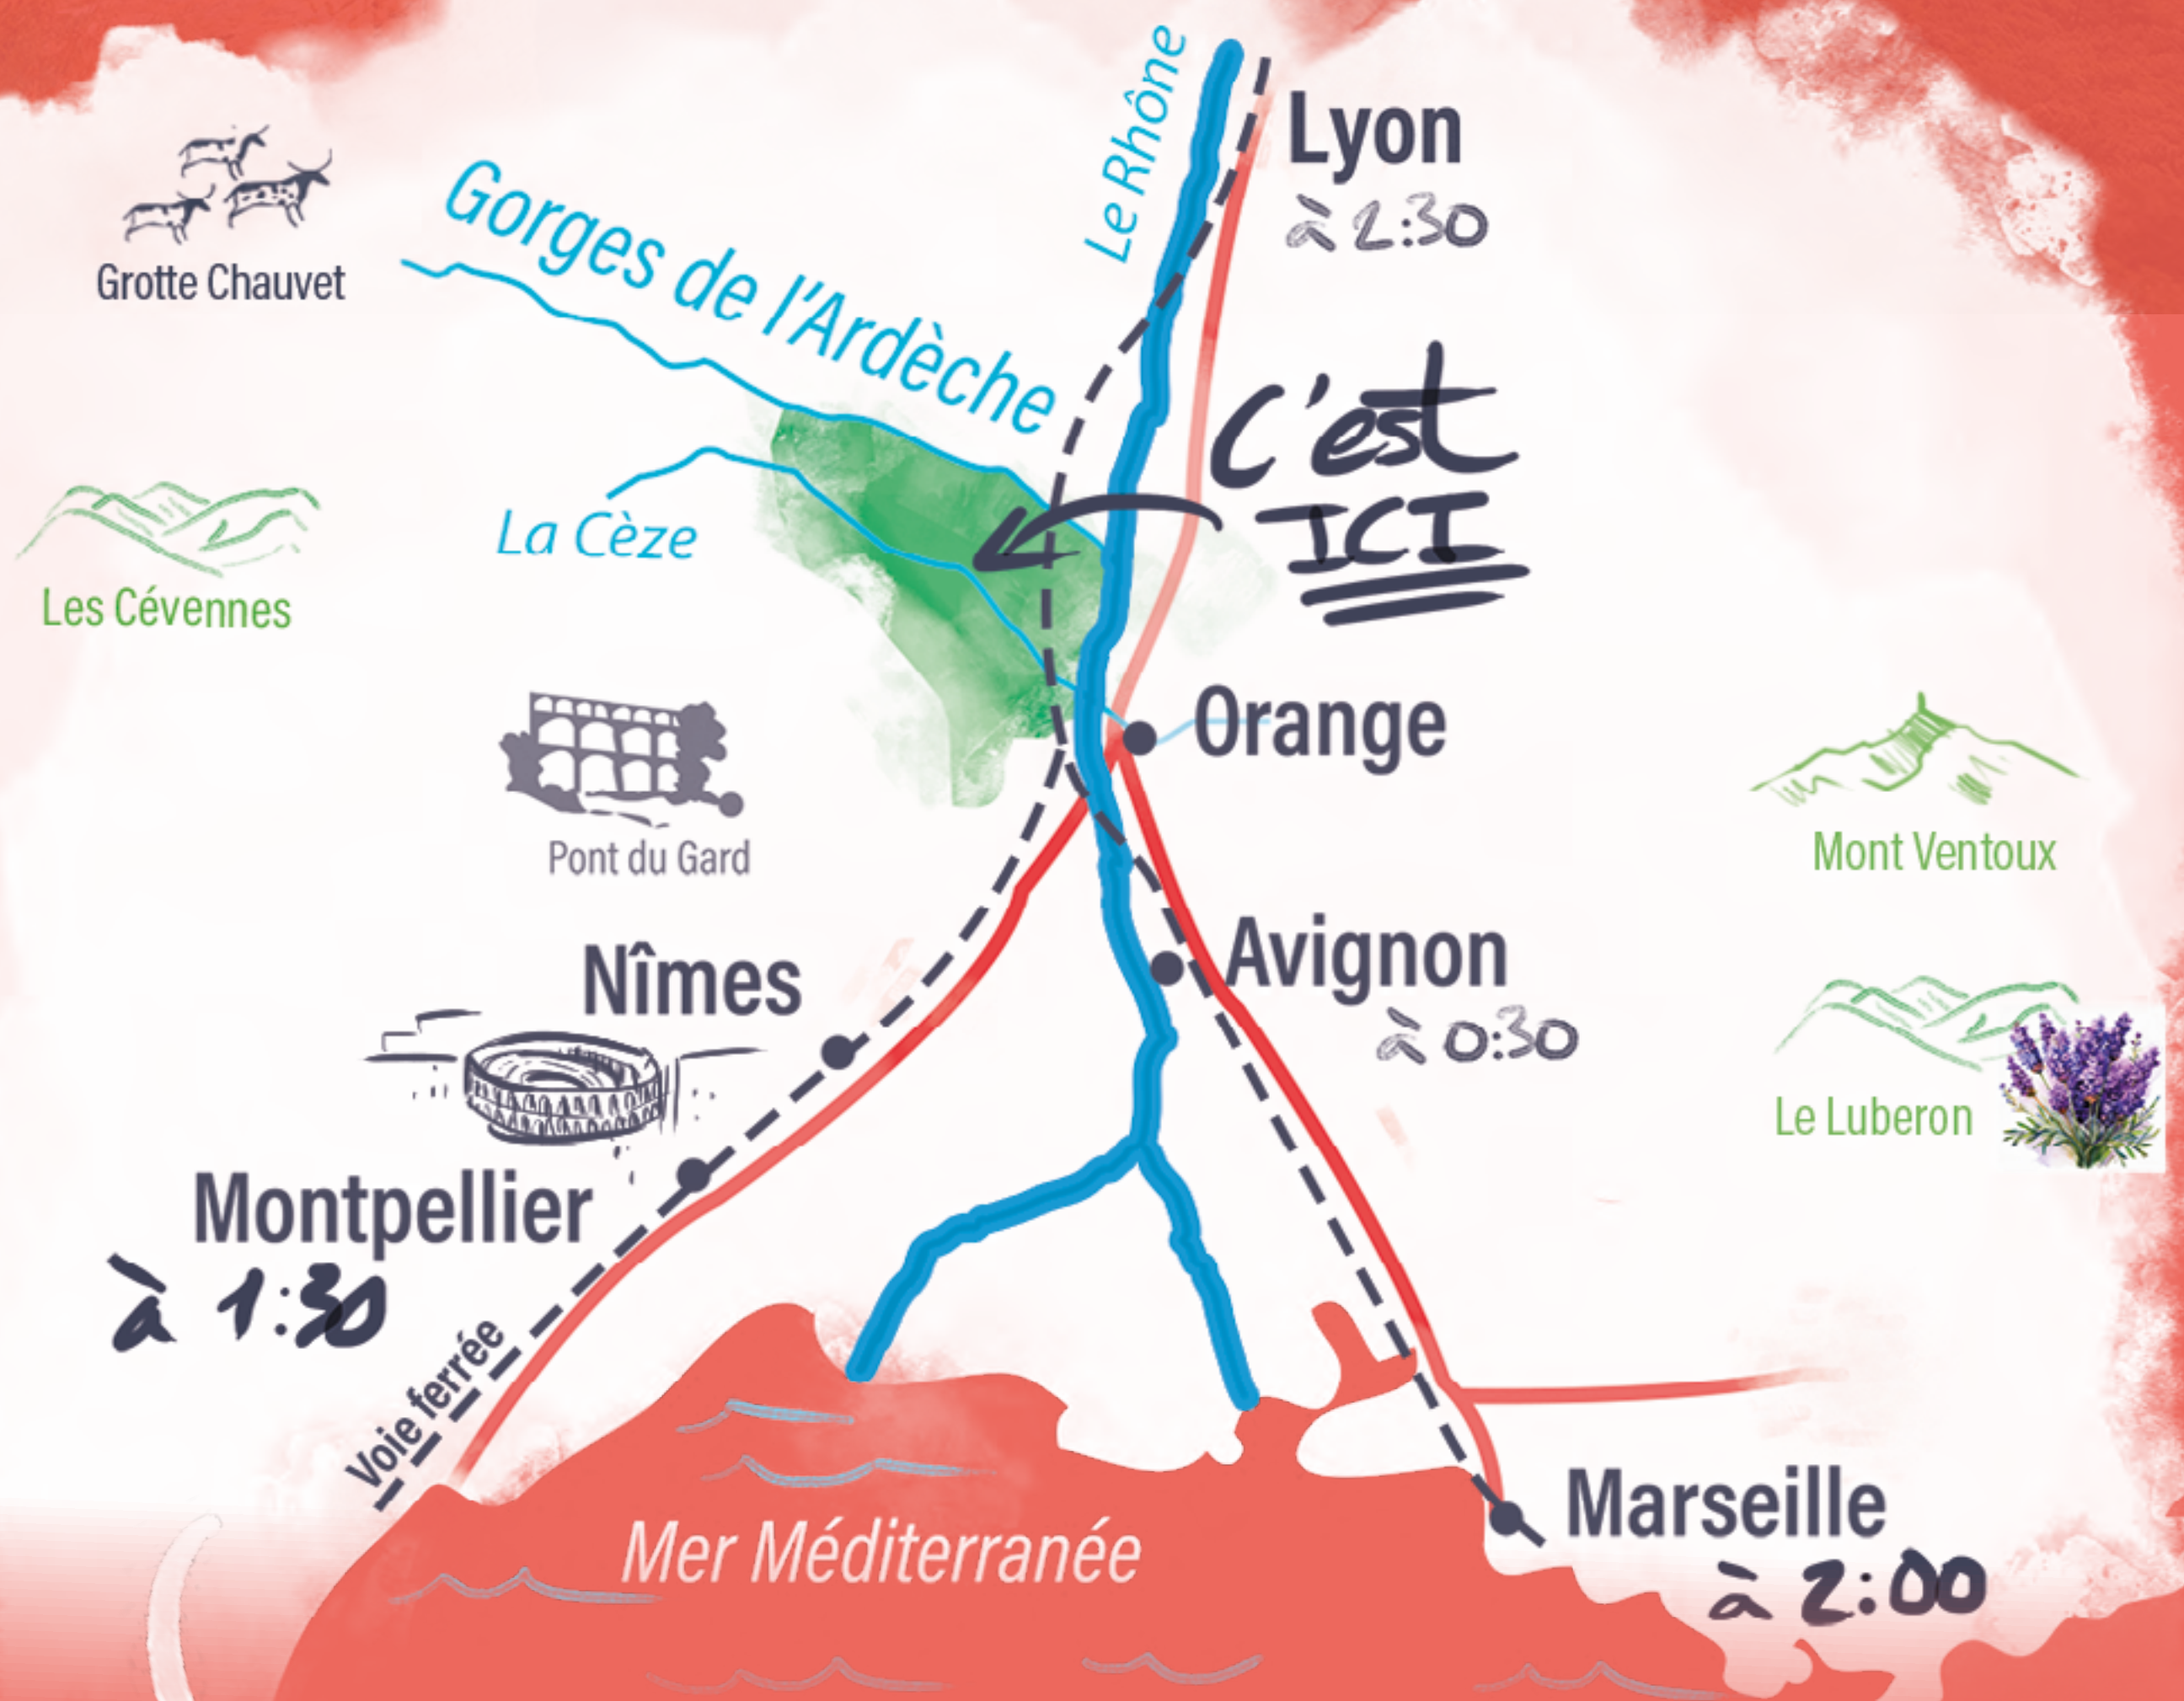 Le Rhône
Lyon
à 2:30
Grotte Chauvet
Gorges de l'Ardèche
C'est
ICI
La Cèze
Les Cévennes
Orange
Pont du Gard
Mont Ventoux
Nîmes
Avignon
à 0:30
Le Luberon
Montpellier
à 1:30
Voie ferrée
Mer Méditerranée
Marseille
à 2:00